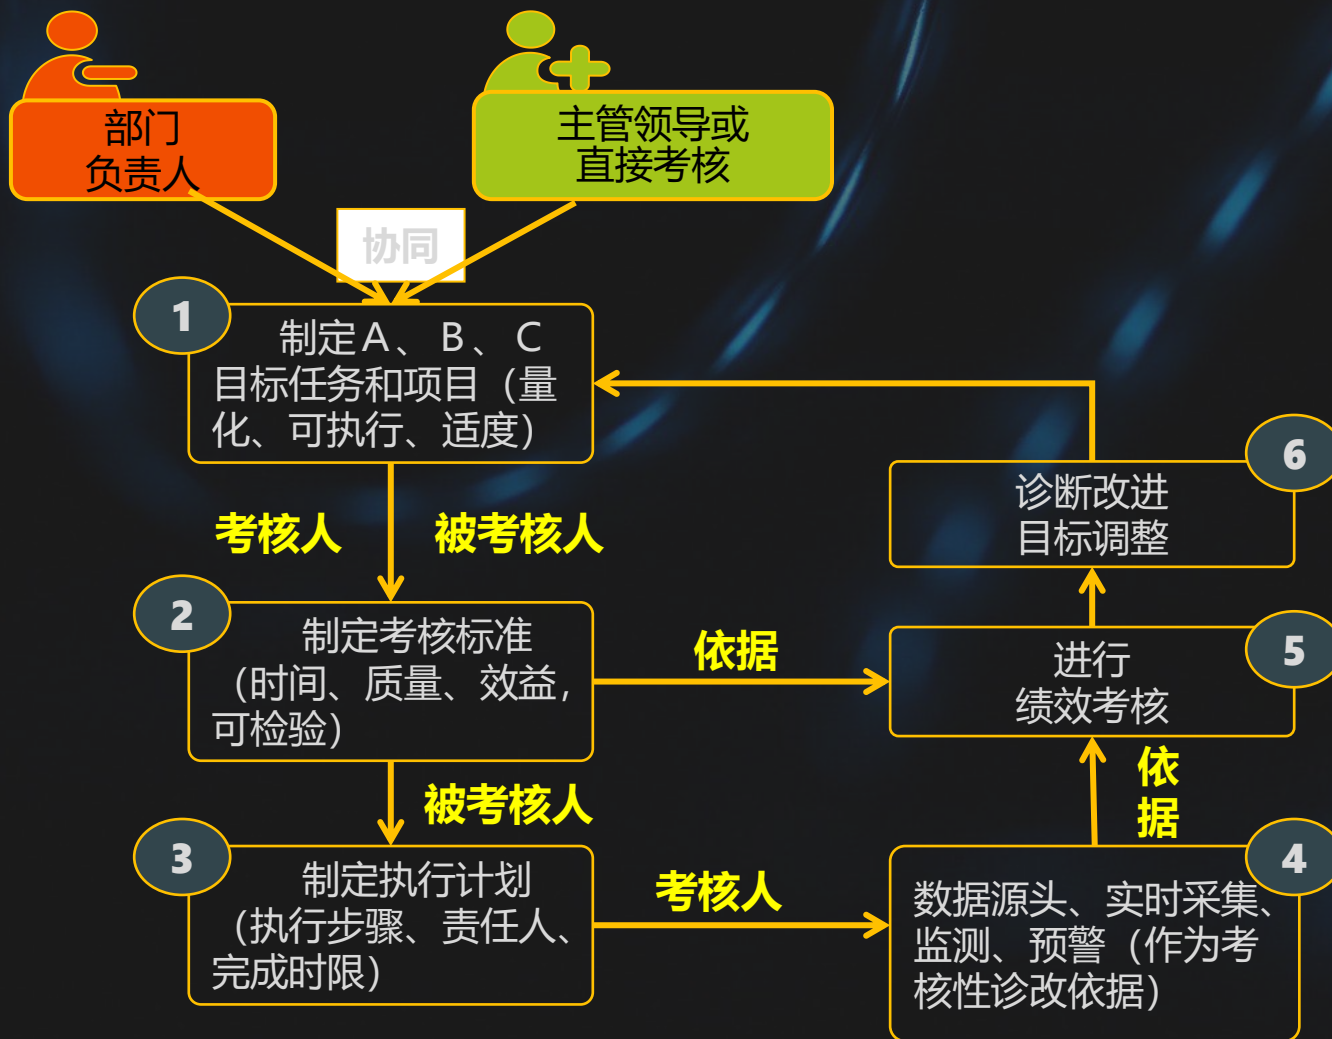 部门
负责人
主管领导或
直接考核
协同
1
制定A、B、C
目标任务和项目（量
化、可执行、适度）
考核人
被考核人
2
制定考核标准
（时间、质量、效益，
可检验）
依据
被考核人
3
制定执行计划
（执行步骤、责任人、
完成时限）
考核人
4
数据源头、实时采集、
监测、预警（作为考
核性诊改依据）
依
据
5
进行
绩效考核
6
诊断改进
目标调整